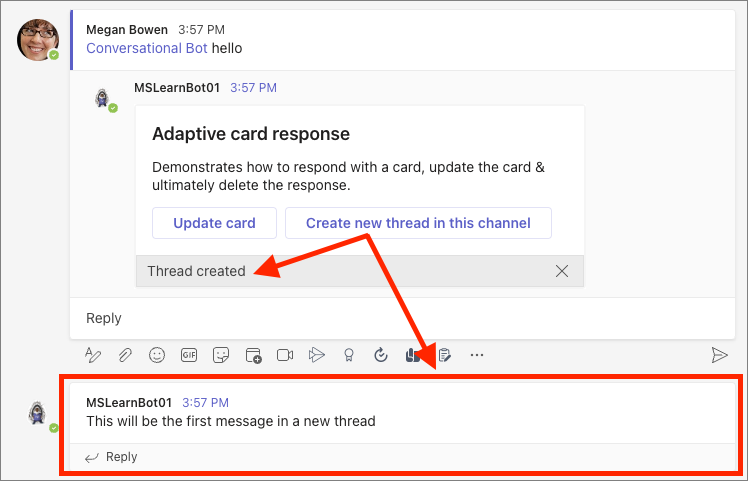 Megan Bowen 3:57 PM
Conversational Bot hello
MSLearnBot01 3:57 PM
Adaptive card response
Demonstrates how to respond with a card, update the card &
ultimately delete the response.
Update card Create new thread in this channel
Thread created
Reply
GIF
MSLearnBot01 3:57 PM
This will be the first message in a new thread
Reply